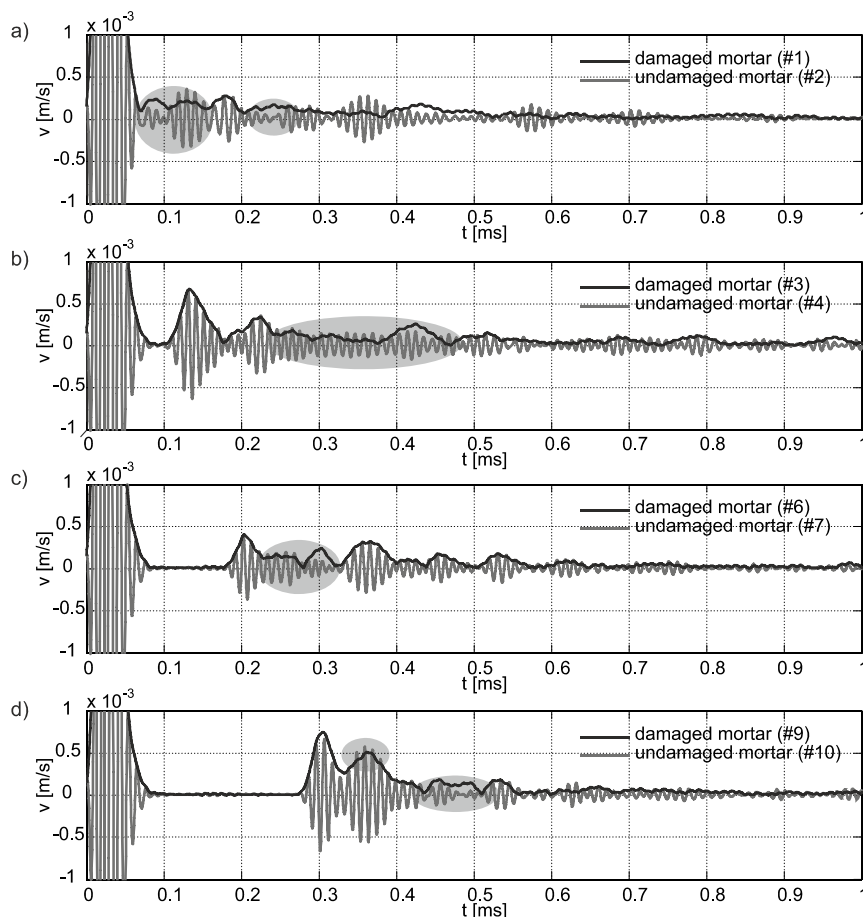 a)
x 10⁻³
1
0.5
0
-0.5
-1
v [m/s]
damaged mortar (#1)
undamaged mortar (#2)
0 0.1 0.2 0.3 0.4 0.5 0.6 0.7 0.8 0.9 1
t [ms]
b)
x 10⁻³
1
0.5
0
-0.5
-1
v [m/s]
damaged mortar (#3)
undamaged mortar (#4)
0 0.1 0.2 0.3 0.4 0.5 0.6 0.7 0.8 0.9 1
t [ms]
c)
x 10⁻³
1
0.5
0
-0.5
-1
v [m/s]
damaged mortar (#6)
undamaged mortar (#7)
0 0.1 0.2 0.3 0.4 0.5 0.6 0.7 0.8 0.9 1
t [ms]
d)
x 10⁻³
1
0.5
0
-0.5
-1
v [m/s]
damaged mortar (#9)
undamaged mortar (#10)
0 0.1 0.2 0.3 0.4 0.5 0.6 0.7 0.8 0.9 1
t [ms]